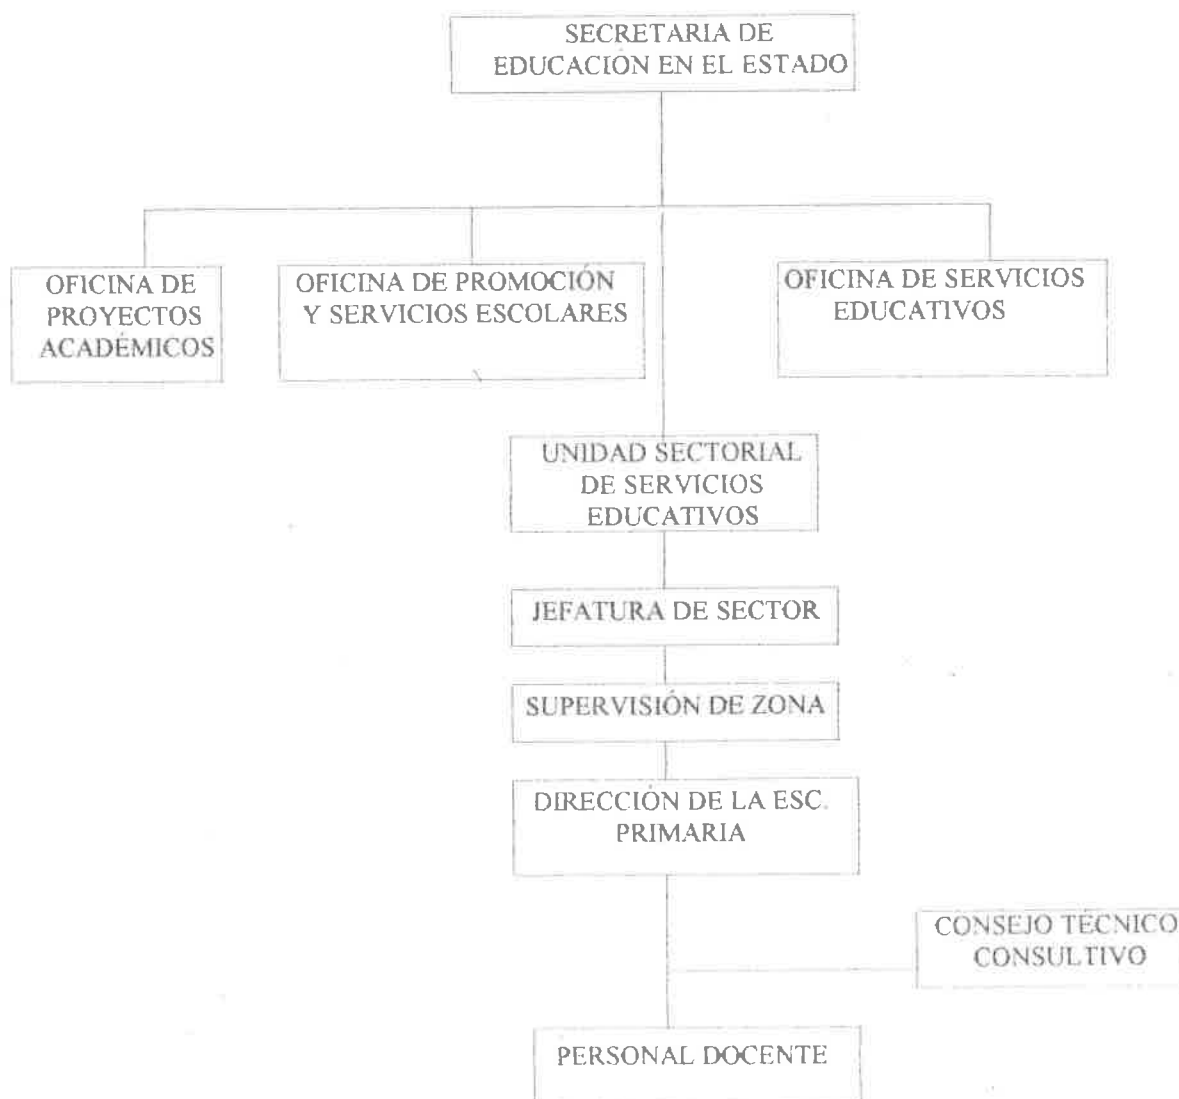 SECRETARIA DE
EDUCACIÓN EN EL ESTADO
OFICINA DE
PROYECTOS
ACADÉMICOS
OFICINA DE PROMOCIÓN
Y SERVICIOS ESCOLARES
OFICINA DE SERVICIOS
EDUCATIVOS
UNIDAD SECTORIAL
DE SERVICIOS
EDUCATIVOS
JEFATURA DE SECTOR
SUPERVISIÓN DE ZONA
DIRECCIÓN DE LA ESC.
PRIMARIA
CONSEJO TÉCNICO
CONSULTIVO
PERSONAL DOCENTE